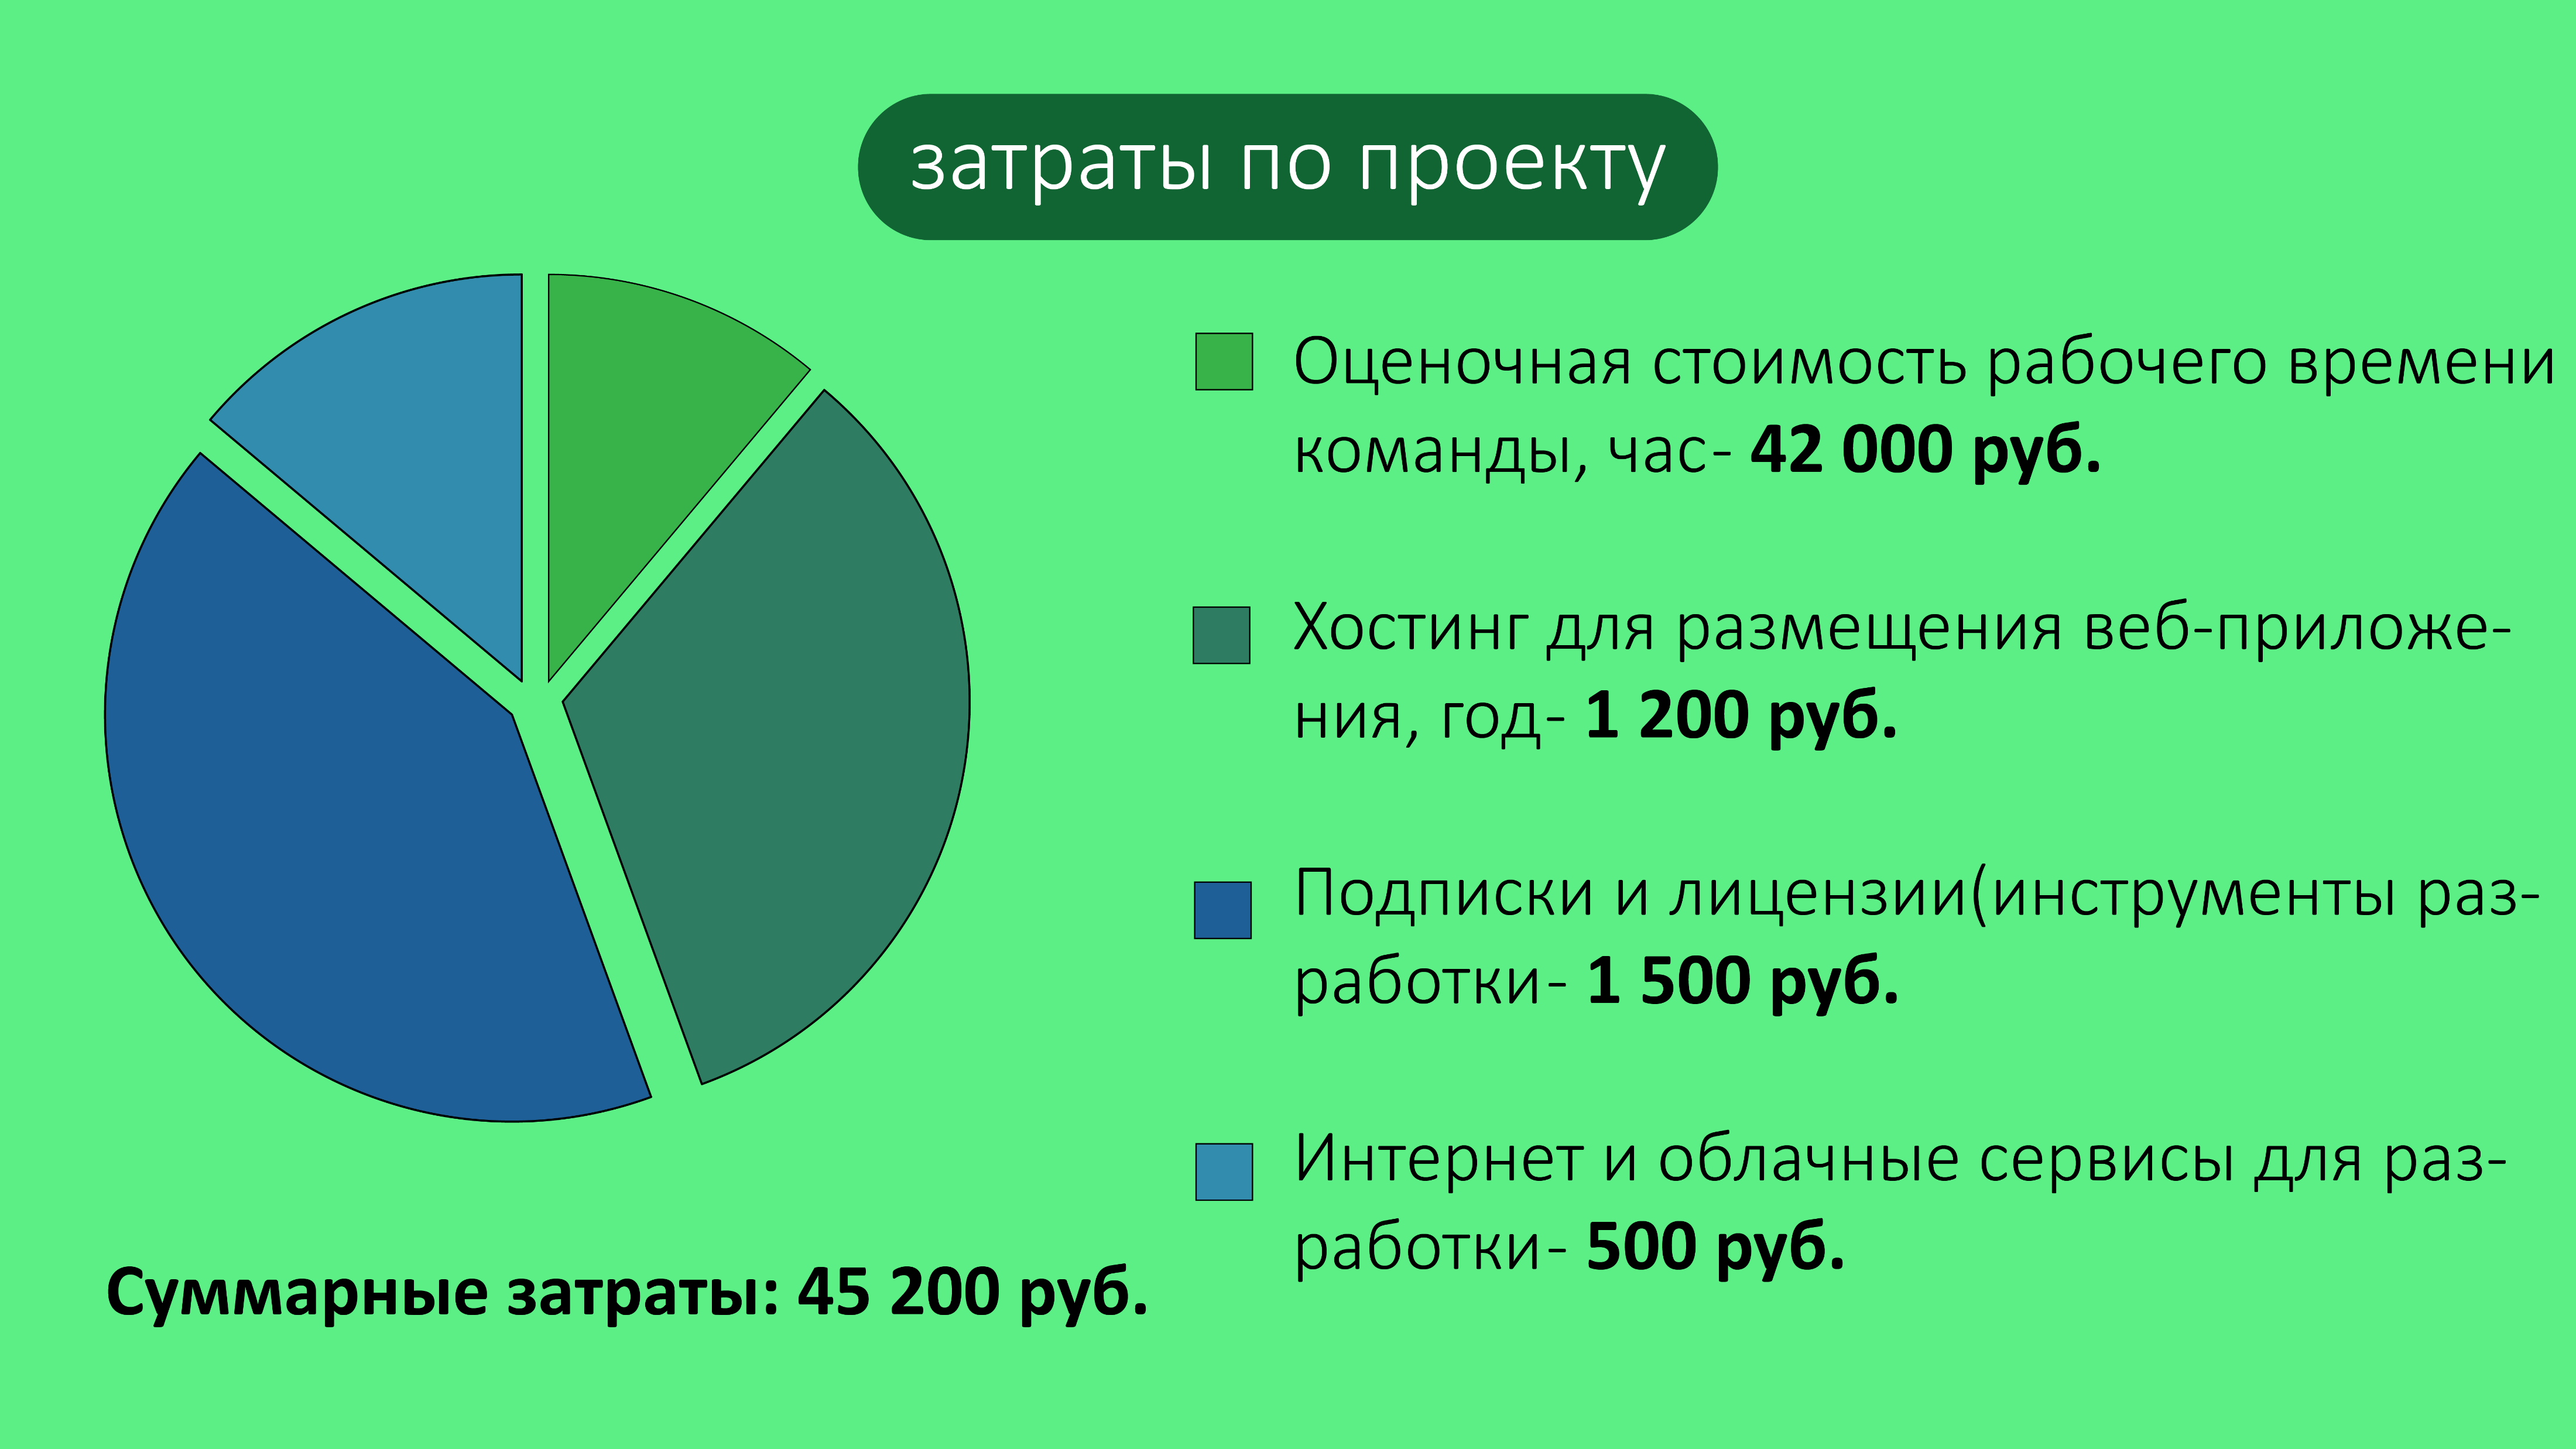 затраты по проекту
Оценочная стоимость рабочего времени
команды, час- 42 000 руб.
Хостинг для размещения веб-приложе-
ния, год- 1 200 руб.
Подписки и лицензии(инструменты раз-
работки- 1 500 руб.
Интернет и облачные сервисы для раз-
работки- 500 руб.
Суммарные затраты: 45 200 руб.